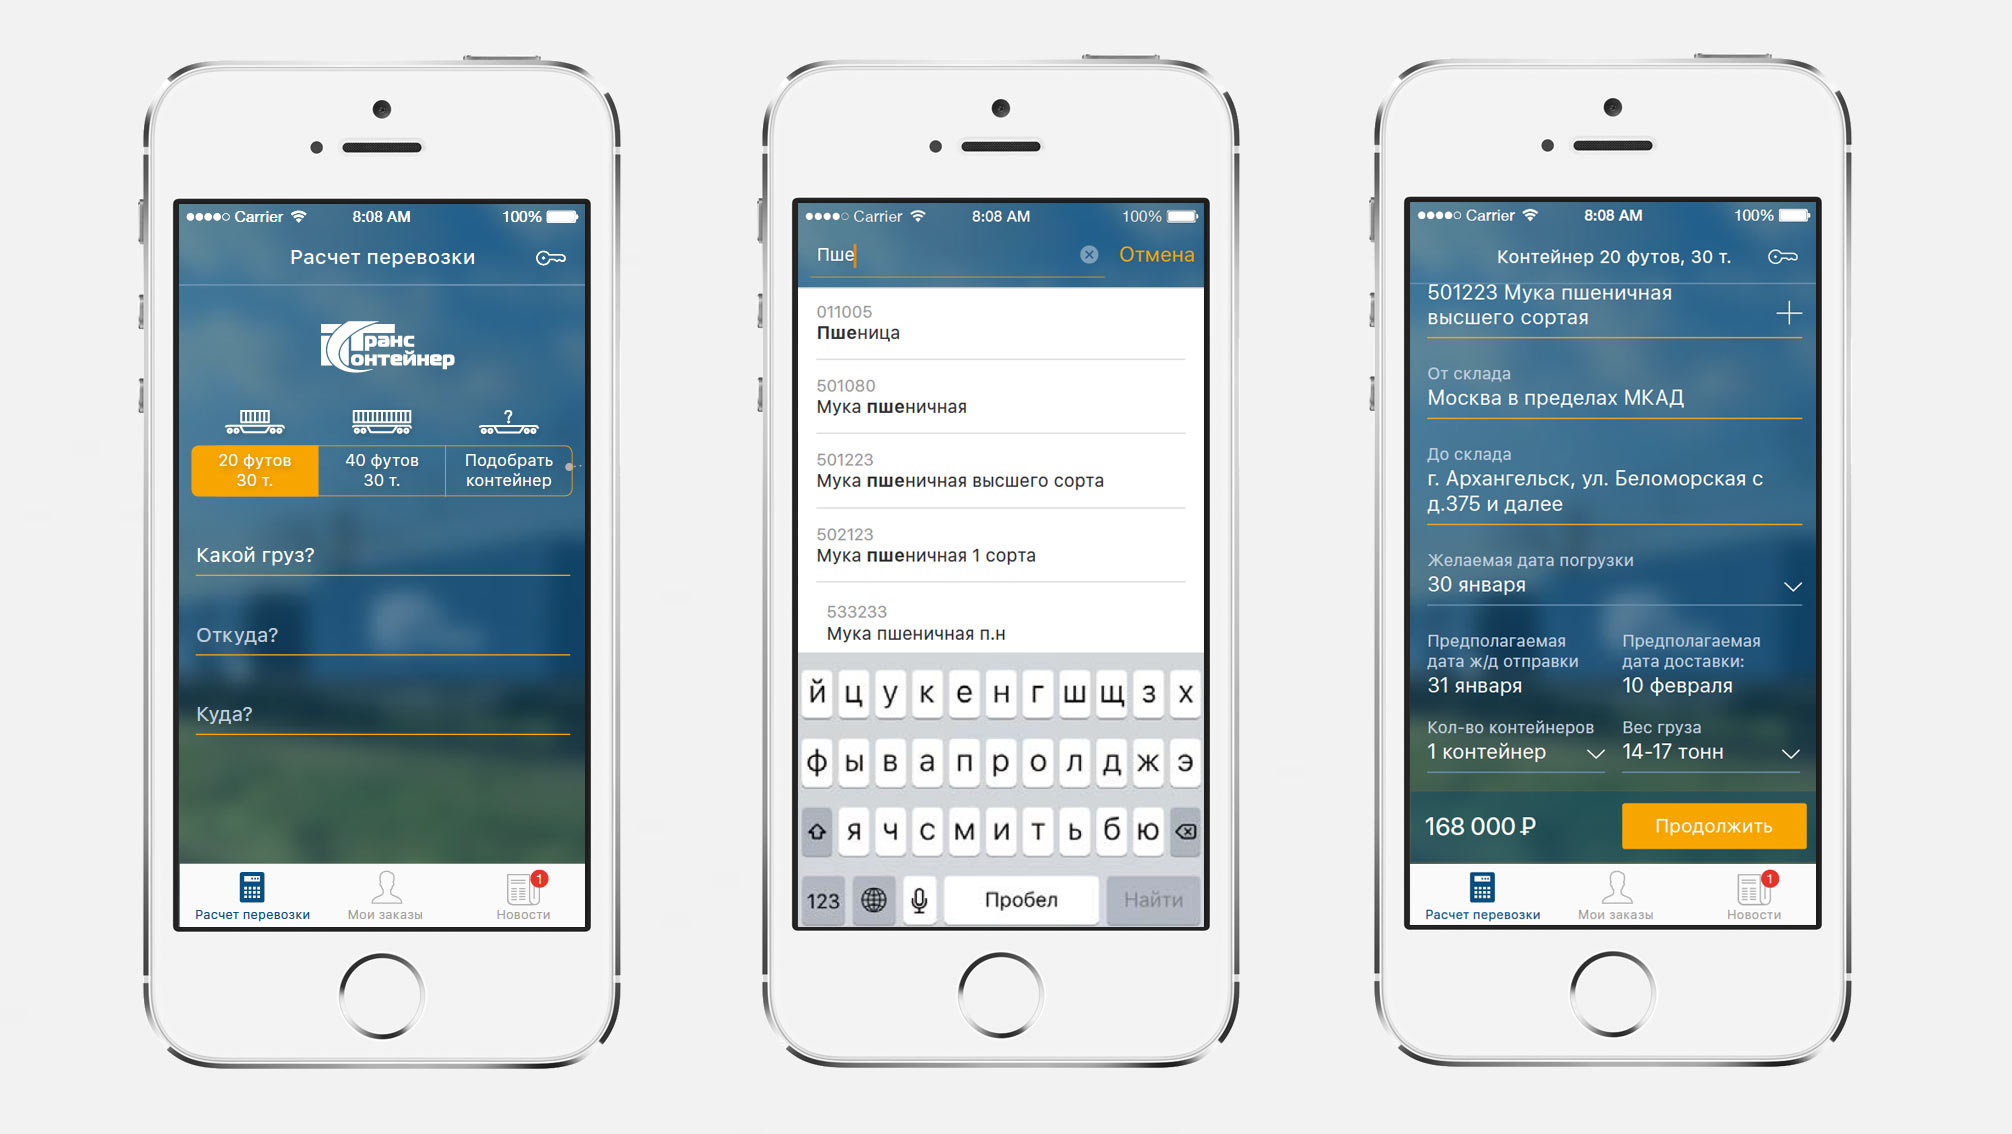 Carrier 8:08 AM 100%
Расчет перевозки
Транс
Контейнер
?
20 футов
30 т.
40 футов
30 т.
Подобрать
контейнер
Какой груз?
Откуда?
Куда?
1
Расчет перевозки
Мои заказы
Новости
Carrier 8:08 AM 100%
Пше
Отмена
011005
Пшеница
501080
Мука пшеничная
501223
Мука пшеничная высшего сорта
502123
Мука пшеничная 1 сорта
533233
Мука пшеничная п.н
й ц у к е н г ш щ з х
ф ы в а п р о л д ж э
я ч с м и т ь б ю
123 Пробел Найти
Carrier 8:08 AM 100%
Контейнер 20 футов, 30 т.
501223 Мука пшеничная
высшего сортая
От склада
Москва в пределах МКАД
До склада
г. Архангельск, ул. Беломорская с
д.375 и далее
Желаемая дата погрузки
30 января
Предполагаемая
дата ж/д отправки
31 января
Предполагаемая
дата доставки:
10 февраля
Кол-во контейнеров
1 контейнер
Вес груза
14-17 тонн
168 000 ₽
Продолжить
1
Расчет перевозки
Мои заказы
Новости